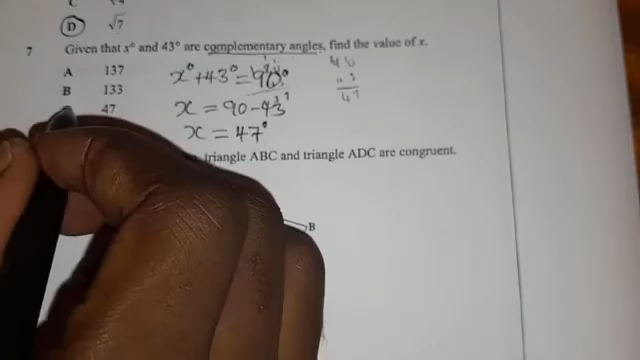 D √7
7 Given that x° and 43° are complementary angles, find the value of x.
A 137
B 133
47
x° + 43° = 90°
x = 90 - 43°
x = 47°
triangle ABC and triangle ADC are congruent.
B